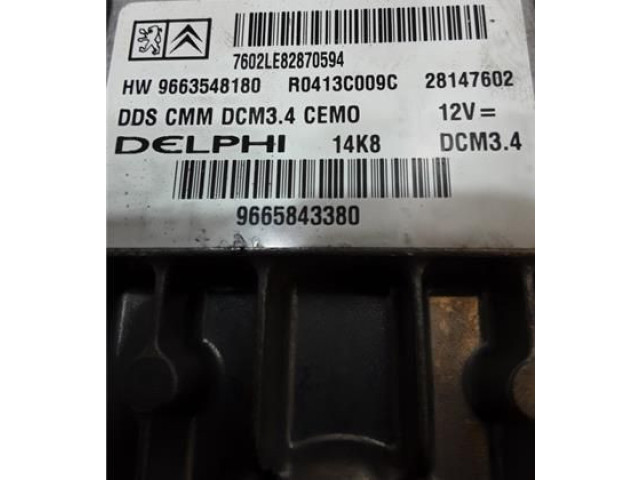 7602LE82870594
HW 9663548180 R0413C009C 28147602
DDS CMM DCM3.4 CEMO 12V=
DELPHI 14K8 DCM3.4
9665843380